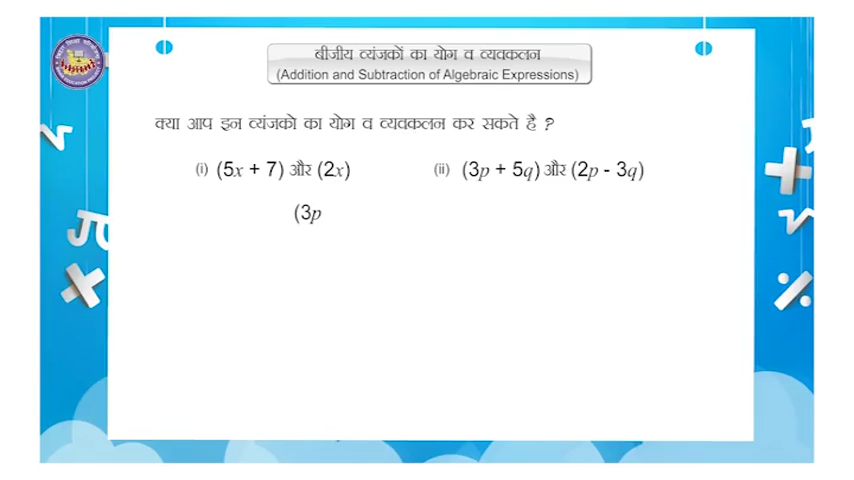 बीजीय व्यंजकों का योग व व्यवकलन
(Addition and Subtraction of Algebraic Expressions)
क्या आप इन व्यंजको का योग व व्यवकलन कर सकते है ?
(i) (5x + 7) और (2x) (ii) (3p + 5q) और (2p - 3q)
(3p